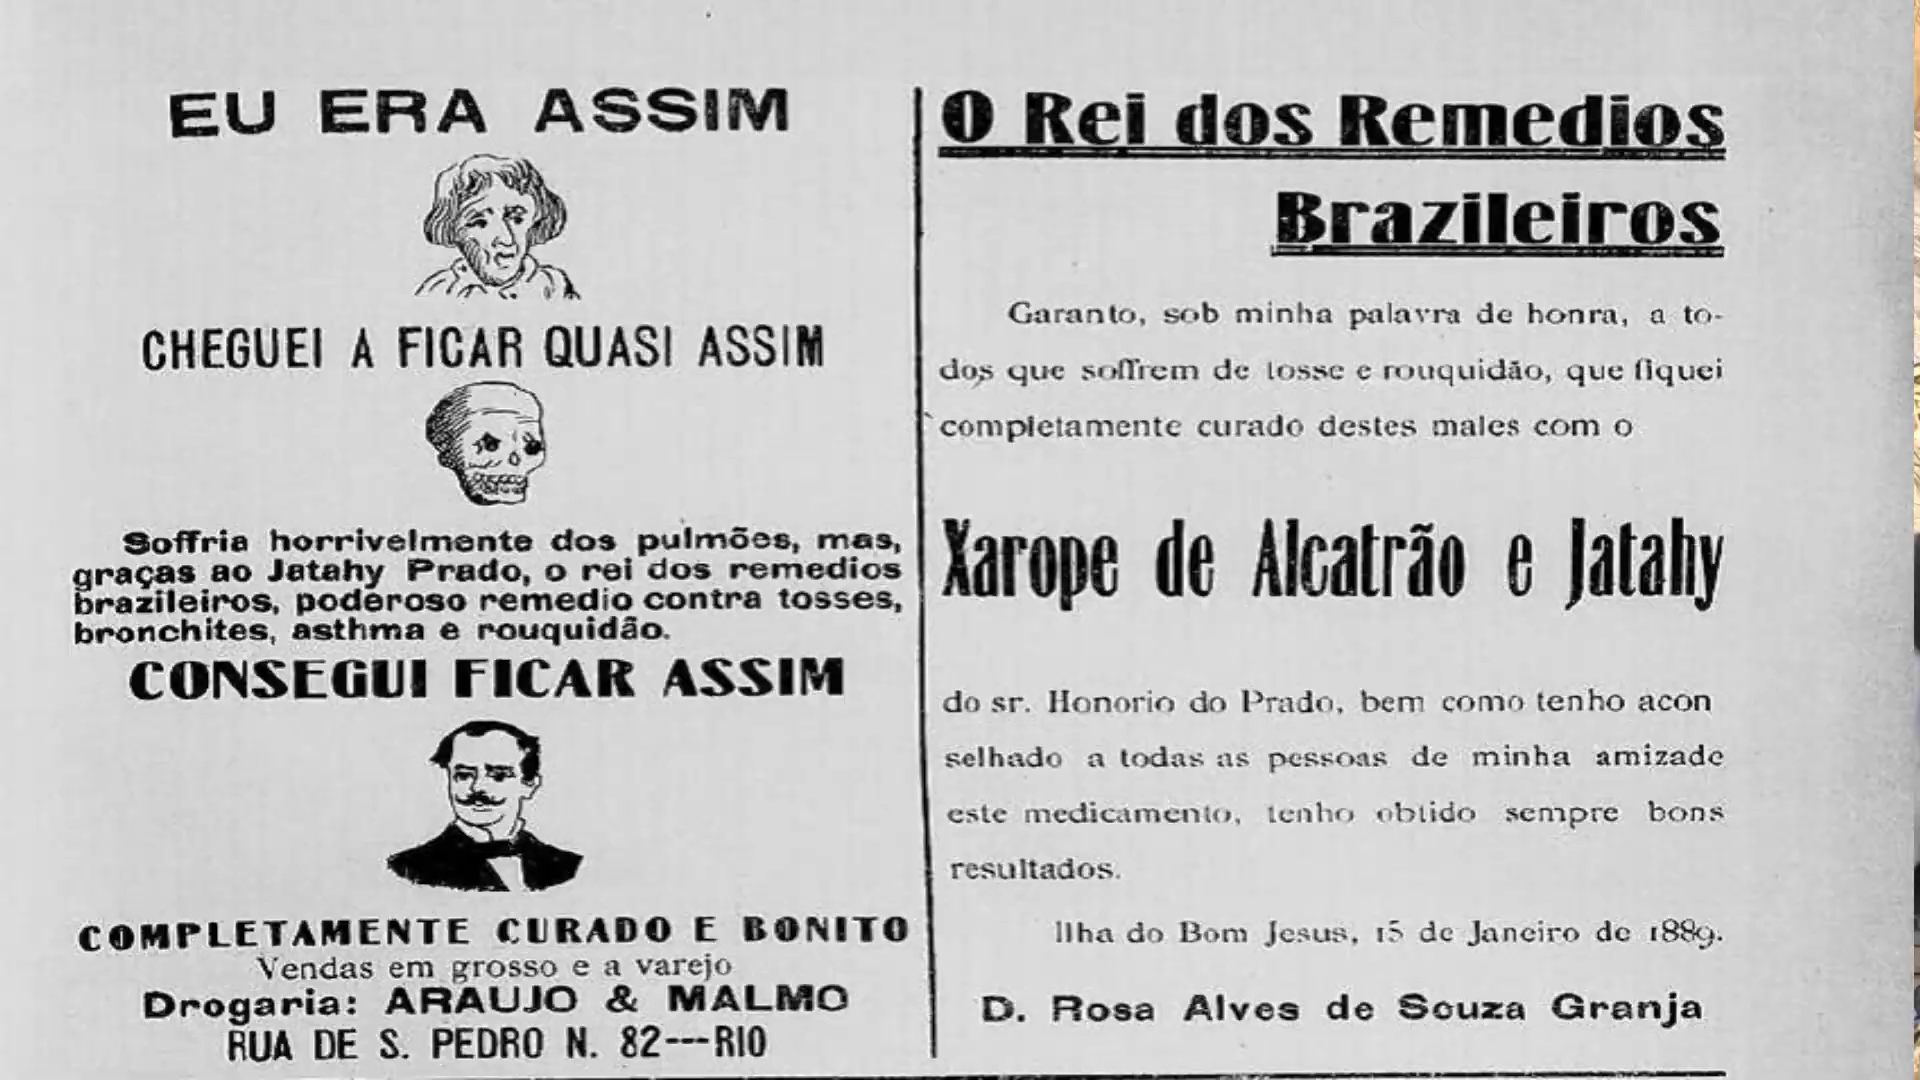 EU ERA ASSIM
CHEGUEI A FICAR QUASI ASSIM
Soffria horrivelmente dos pulmões, mas,
graças ao Jatahy Prado, o rei dos remedios
brazileiros, poderoso remedio contra tosses,
bronchites, asthma e rouquidão.
CONSEGUI FICAR ASSIM
COMPLETAMENTE CURADO E BONITO
Vendas em grosso e a varejo
Drogaria: ARAUJO & MALMO
RUA DE S. PEDRO N. 82---RIO
O Rei dos Remedios
Brazileiros
Garanto, sob minha palavra de honra, a to-
dos que soffrem de tosse e rouquidão, que fiquei
completamente curado destes males com o
Xarope de Alcatrão e Jatahy
do sr. Honorio do Prado, bem como tenho acon
selhado a todas as pessoas de minha amizade
este medicamento, tenho obtido sempre bons
resultados.
Ilha do Bom Jesus, 15 de Janeiro de 1889.
D. Rosa Alves de Souza Granja